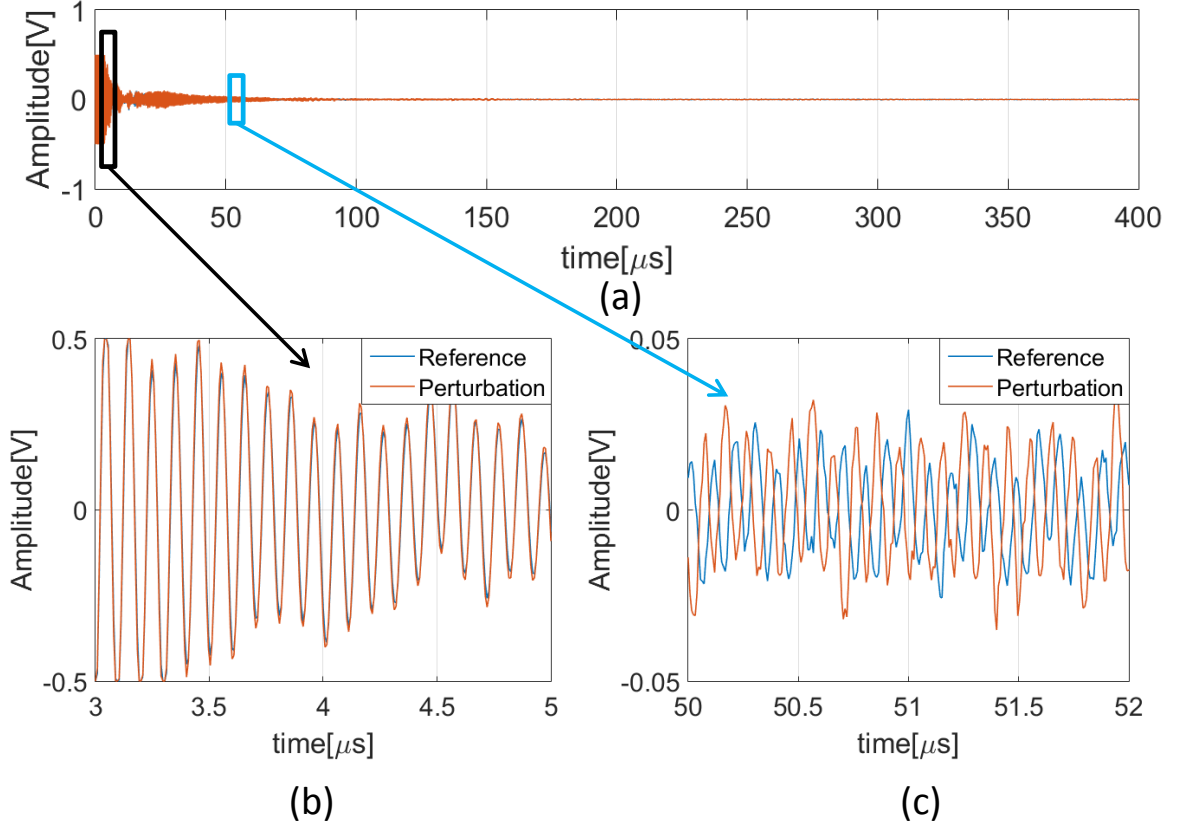 1
0
-1
Amplitude[V]
0 50 100 150 200 250 300 350 400
time[μs]
(a)
0.5
0
-0.5
Amplitude[V]
Reference
Perturbation
3 3.5 4 4.5 5
time[μs]
(b)
0.05
0
-0.05
Amplitude[V]
Reference
Perturbation
50 50.5 51 51.5 52
time[μs]
(c)